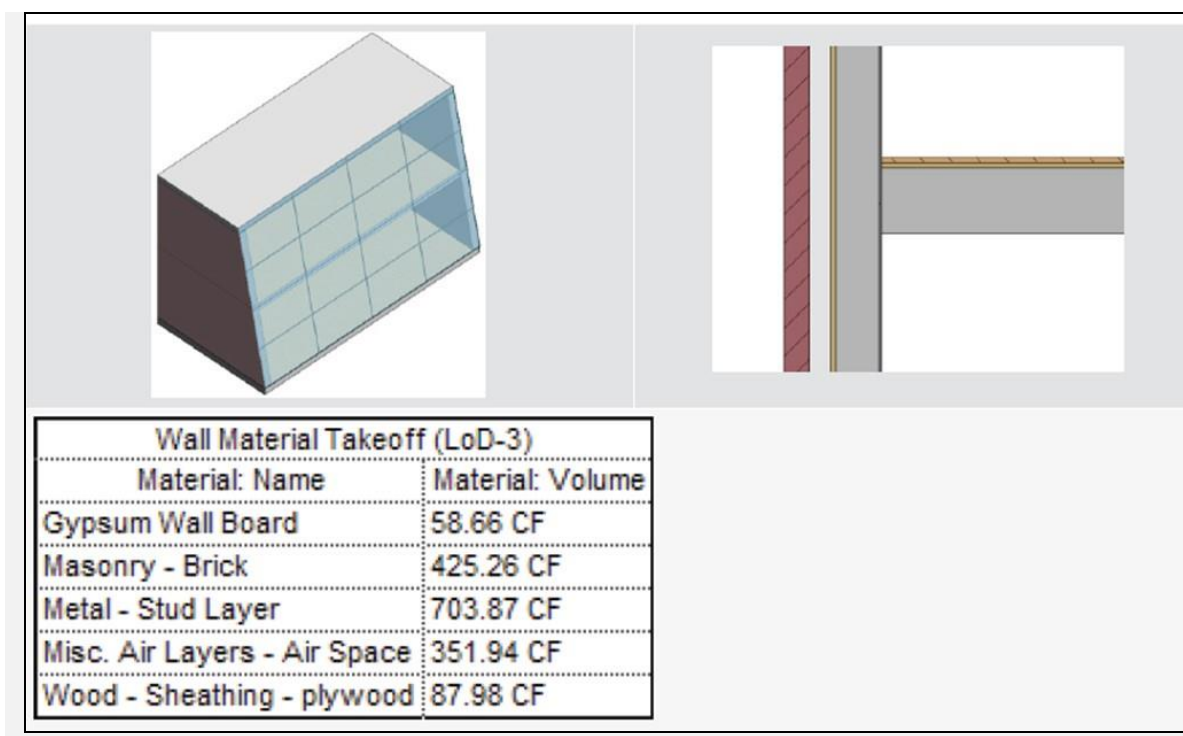 Wall Material Takeoff (LoD-3)
Material: Name Material: Volume
Gypsum Wall Board 58.66 CF
Masonry - Brick 425.26 CF
Metal - Stud Layer 703.87 CF
Misc. Air Layers - Air Space 351.94 CF
Wood - Sheathing - plywood 87.98 CF